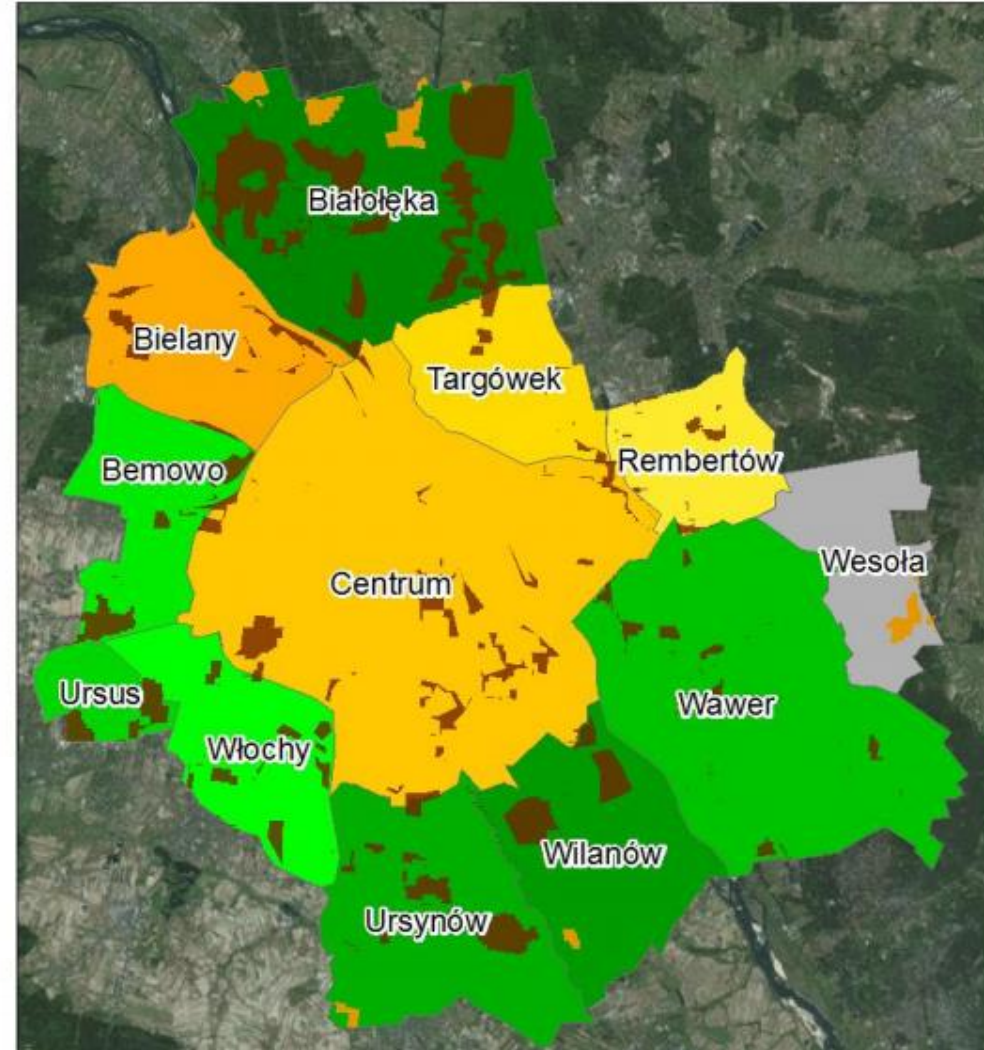 Białołęka
Bielany
Targówek
Bemowo
Rembertów
Wesoła
Centrum
Ursus
Wawer
Włochy
Wilanów
Ursynów